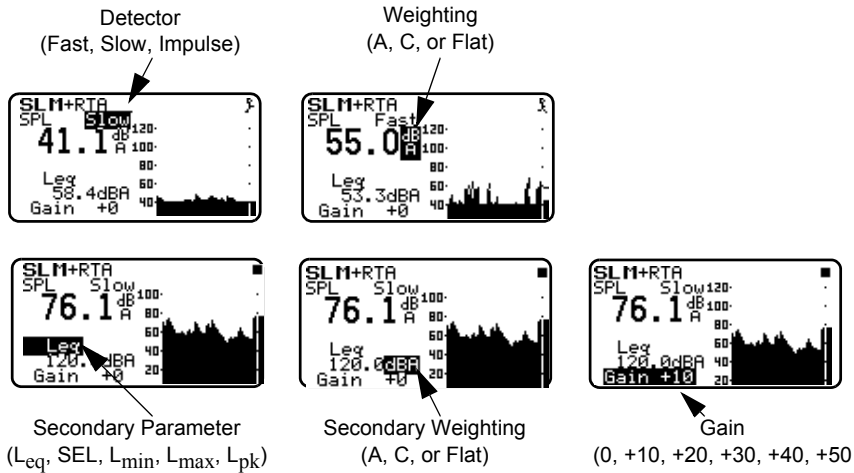 Detector
(Fast, Slow, Impulse)
Weighting
(A, C, or Flat)
SLM+RTA
SPL Slow
41.1 dB A
Leq
58.4dBA
Gain +0
120
100
80
60
40
SLM+RTA
SPL Fast
55.0 dB A
Leq
53.3dBA
Gain +0
120
100
80
60
40
SLM+RTA
SPL Slow
76.1 dB A
Leq
120. dBA
Gain +0
100
80
60
40
20
SLM+RTA
SPL Slow
76.1 dB A
Leq
120.0dBA
Gain +0
100
80
60
40
20
SLM+RTA
SPL Slow
76.1 dB A
Leq
120.0dBA
Gain +10
120
100
80
60
40
20
Secondary Parameter
(Leq, SEL, Lmin, Lmax, Lpk)
Secondary Weighting
(A, C, or Flat)
Gain
(0, +10, +20, +30, +40, +50